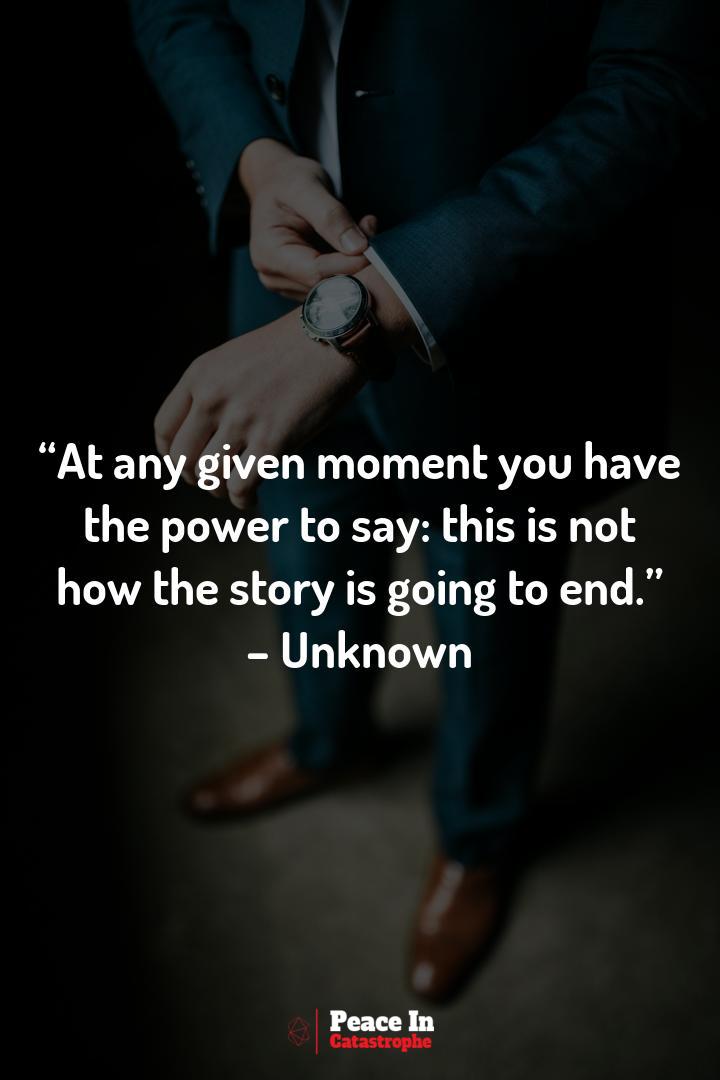 “At any given moment you have
the power to say: this is not
how the story is going to end.”
– Unknown
Peace In
Catastrophe